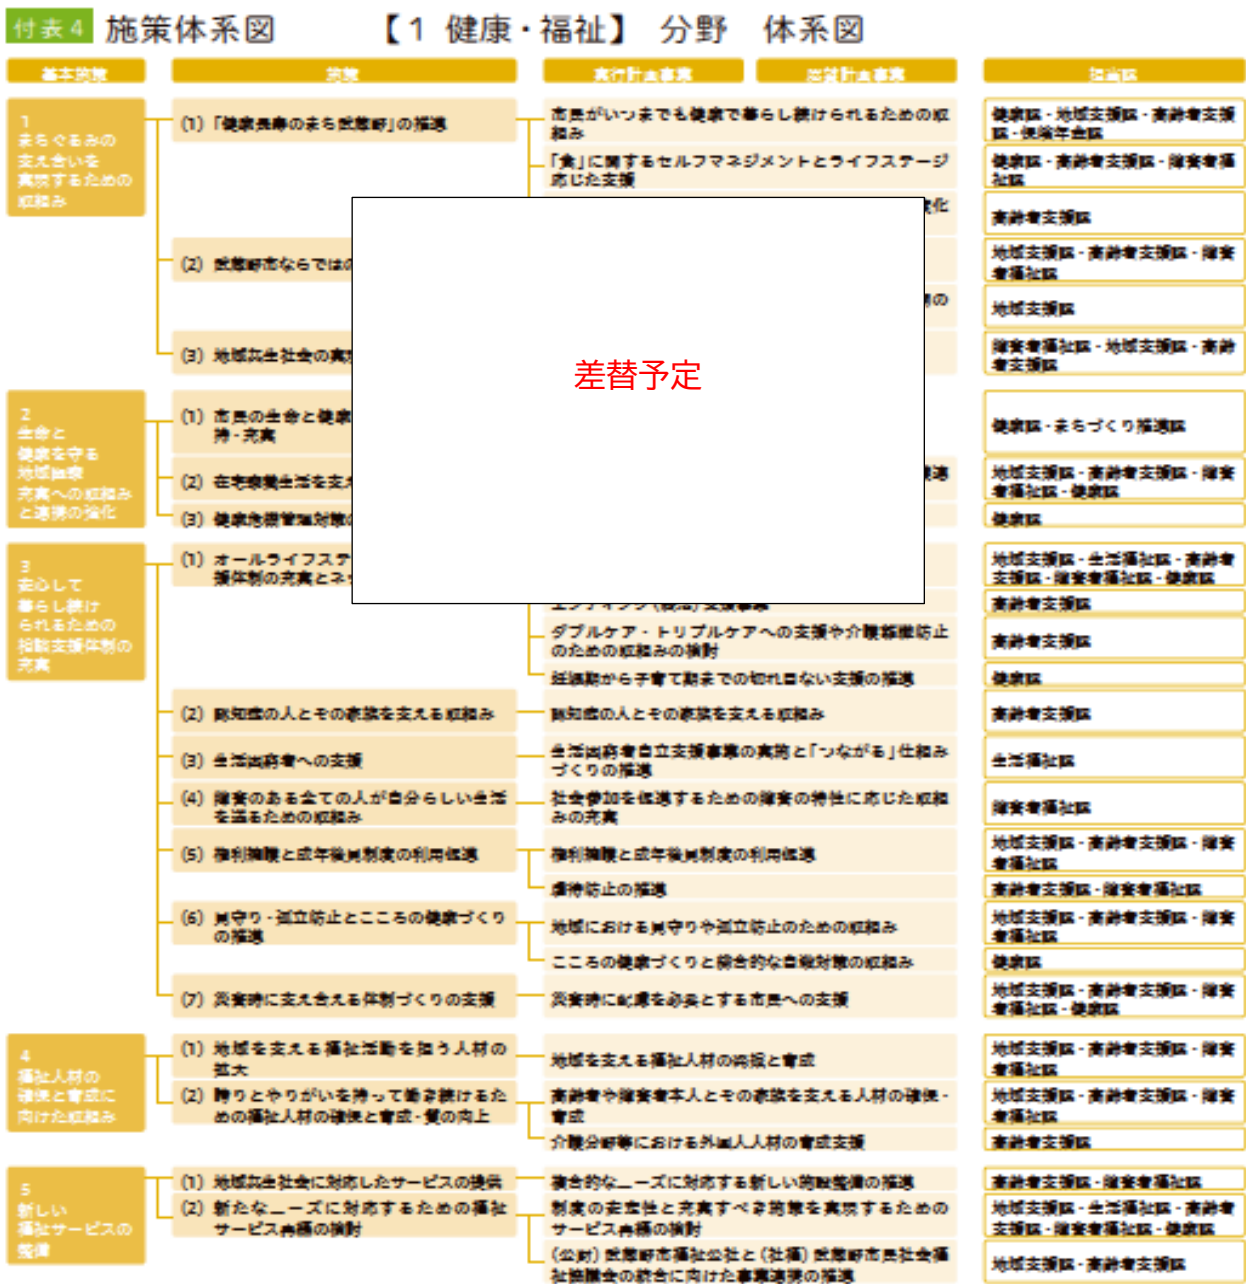 付表4 施策体系図 【1 健康・福祉】 分野 体系図
基本施策 施策 実行計画事業 総賛計画事業 担当課
1
まちぐるみの
支え合いを
実現するための
取組み
(1)「健康長寿のまち武蔵野」の推進
市民がいつまでも健康で暮らし続けられるための取
組み
健康課・地域支援課・高齢者支援
課・保険年金課
「食」に関するセルフマネジメントとライフステージ
応じた支援
健康課・高齢者支援課・障害者福
祉課
化
高齢者支援課
(2) 武蔵野市ならではの
地域支援課・高齢者支援課・障害
者福祉課
の
地域支援課
(3) 地域共生社会の実現
障害者福祉課・地域支援課・高齢
者支援課
差替予定
2
生命と
健康を守る
地域医療
充実への取組み
と連携の強化
(1) 市民の生命と健康
持・充実
健康課・まちづくり推進課
(2) 在宅療養生活を支え
地域支援課・高齢者支援課・障害
者福祉課・健康課
(3) 健康危機管理対策の
健康課
3
安心して
暮らし続け
られるための
相談支援体制の
充実
(1) オールライフステ
援体制の充実とネッ
地域支援課・生活福祉課・高齢者
支援課・障害者福祉課・健康課
エンディング(終活)支援事業
高齢者支援課
ダブルケア・トリプルケアへの支援や介護離職防止
のための取組みの検討
高齢者支援課
妊娠期から子育て期までの切れ目ない支援の推進
健康課
(2) 認知症の人とその家族を支える取組み
認知症の人とその家族を支える取組み
高齢者支援課
(3) 生活困窮者への支援
生活困窮者自立支援事業の実施と「つながる」仕組み
づくりの推進
生活福祉課
(4) 障害のある全ての人が自分らしい生活
を送るための取組み
社会参加を促進するための障害の特性に応じた取組
みの充実
障害者福祉課
(5) 権利擁護と成年後見制度の利用促進
権利擁護と成年後見制度の利用促進
地域支援課・高齢者支援課・障害
者福祉課
虐待防止の推進
高齢者支援課・障害者福祉課
(6) 見守り・孤立防止とこころの健康づくり
の推進
地域における見守りや孤立防止のための取組み
地域支援課・高齢者支援課・障害
者福祉課
こころの健康づくりと総合的な自殺対策の取組み
健康課
(7) 災害時に支え合える体制づくりの支援
災害時に配慮を必要とする市民への支援
地域支援課・高齢者支援課・障害
者福祉課・健康課
4
福祉人材の
確保と育成に
向けた取組み
(1) 地域を支える福祉活動を担う人材の
拡大
地域を支える福祉人材の発掘と育成
地域支援課・高齢者支援課・障害
者福祉課
(2) 誇りとやりがいを持って働き続けるた
めの福祉人材の確保と育成・質の向上
高齢者や障害者本人とその家族を支える人材の確保・
育成
地域支援課・高齢者支援課・障害
者福祉課
介護分野等における外国人人材の育成支援
高齢者支援課
5
新しい
福祉サービスの
整備
(1) 地域共生社会に対応したサービスの提供
複合的なニーズに対応する新しい施設整備の推進
高齢者支援課・障害者福祉課
(2) 新たなニーズに対応するための福祉
サービス再編の検討
制度の安定性と充実すべき施策を実現するための
サービス再編の検討
地域支援課・生活福祉課・高齢者
支援課・障害者福祉課・健康課
(公財) 武蔵野市福祉公社と(社福) 武蔵野市民社会福
祉協議会の統合に向けた事業連携の推進
地域支援課・高齢者支援課